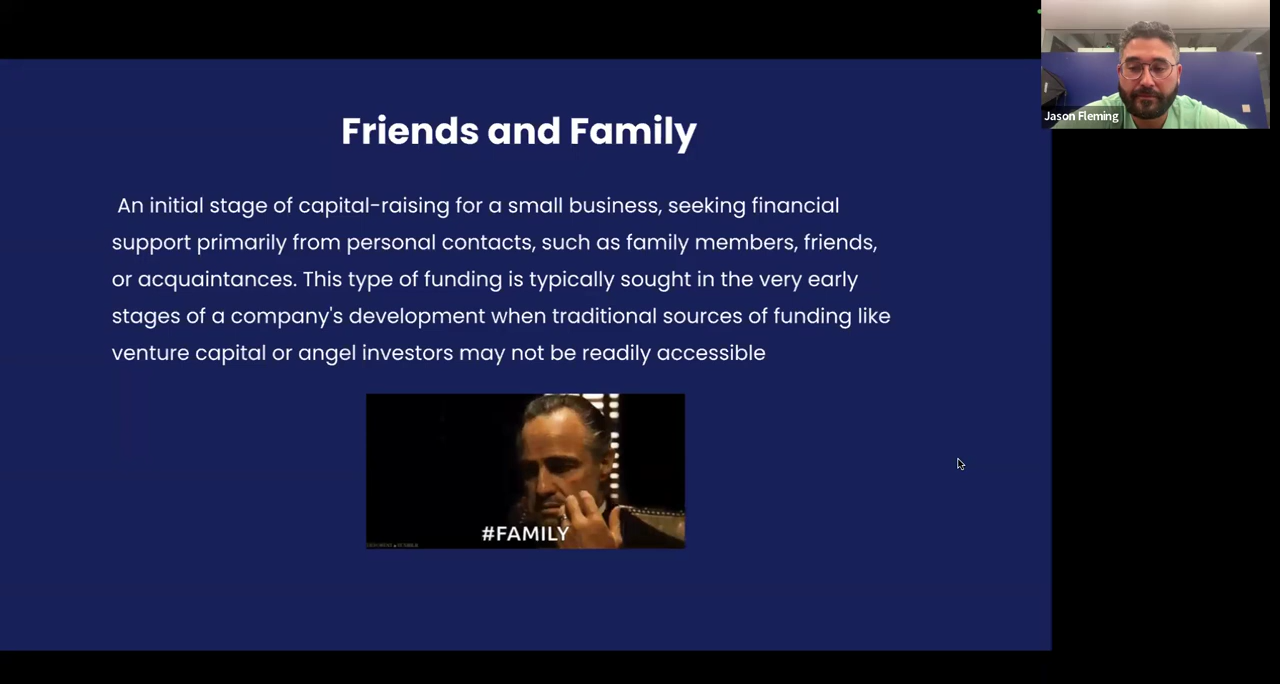 Jason Fleming
Friends and Family
An initial stage of capital-raising for a small business, seeking financial
support primarily from personal contacts, such as family members, friends,
or acquaintances. This type of funding is typically sought in the very early
stages of a company's development when traditional sources of funding like
venture capital or angel investors may not be readily accessible
#FAMILY